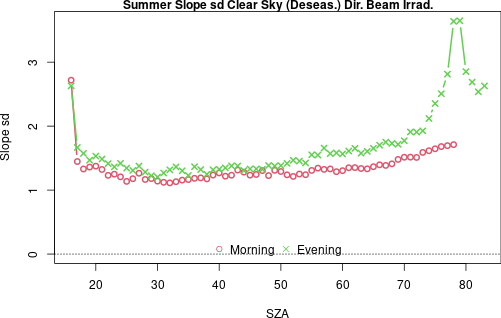 Summer Slope sd Clear Sky (Deseas.) Dir. Beam Irrad.
Slope sd
3
2
1
0
Morning Evening
20 30 40 50 60 70 80
SZA